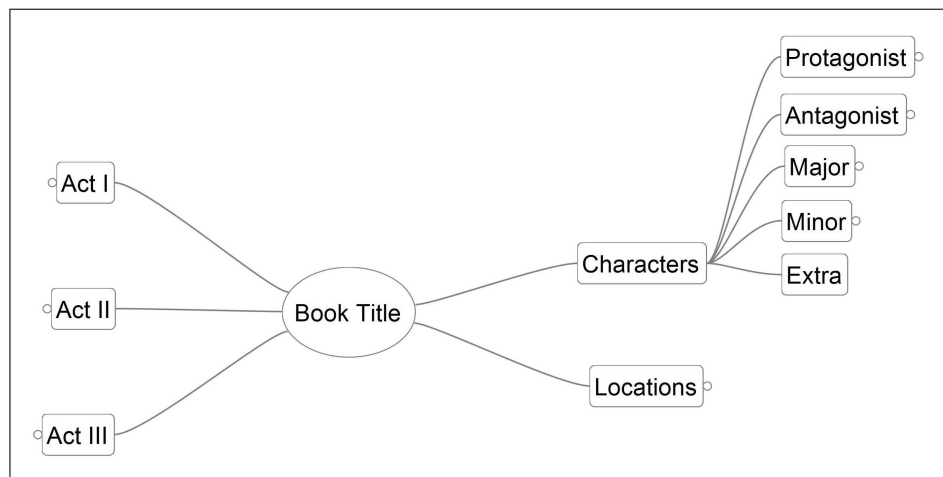 Protagonist
Antagonist
Major
Minor
Extra
Characters
Locations
Book Title
Act I
Act II
Act III